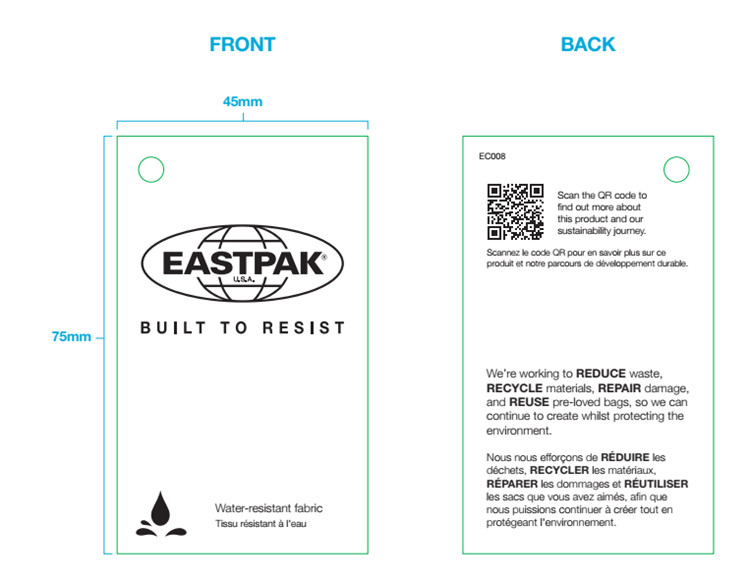 FRONT
BACK
45mm
75mm
EASTPAK®
U.S.A.
BUILT TO RESIST
Water-resistant fabric
Tissu résistant à l'eau
EC008
Scan the QR code to
find out more about
this product and our
sustainability journey.
Scannez le code QR pour en savoir plus sur ce
produit et notre parcours de développement durable.
We're working to REDUCE waste,
RECYCLE materials, REPAIR damage,
and REUSE pre-loved bags, so we can
continue to create whilst protecting the
environment.
Nous nous efforçons de RÉDUIRE les
déchets, RECYCLER les matériaux,
RÉPARER les dommages et RÉUTILISER
les sacs que vous avez aimés, afin que
nous puissions continuer à créer tout en
protégeant l'environnement.